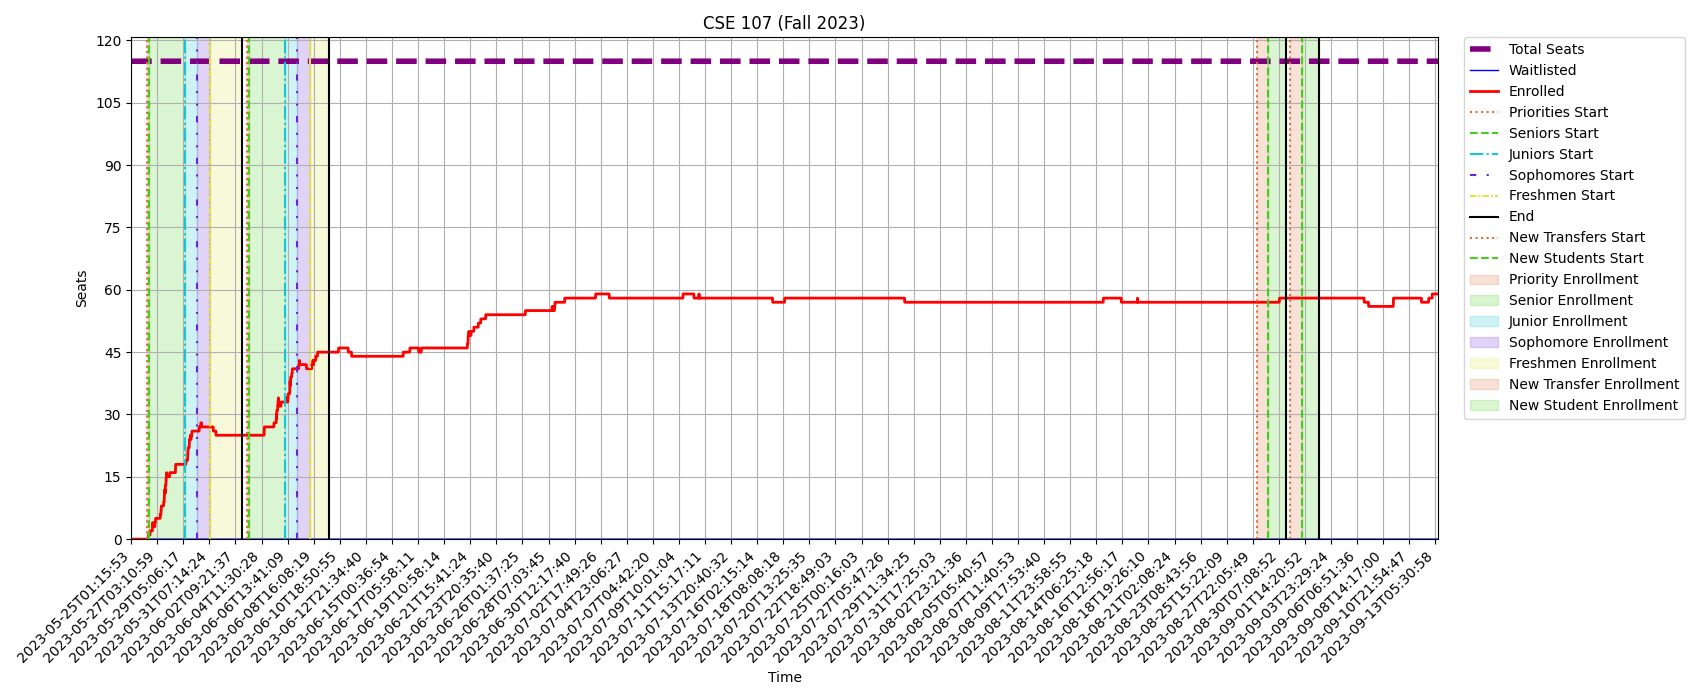 CSE 107 (Fall 2023)
120
105
90
75
60
45
30
15
0
Seats
2023-05-25T01:15:53
2023-05-27T03:10:59
2023-05-29T05:06:17
2023-05-31T07:14:24
2023-06-02T09:21:37
2023-06-04T11:30:28
2023-06-06T13:41:09
2023-06-08T16:08:19
2023-06-10T18:50:55
2023-06-12T21:34:40
2023-06-15T00:36:54
2023-06-17T05:58:11
2023-06-19T10:58:14
2023-06-21T15:41:24
2023-06-23T20:35:40
2023-06-26T01:37:25
2023-06-28T07:03:45
2023-06-30T12:17:40
2023-07-02T17:49:26
2023-07-04T23:06:27
2023-07-07T04:42:20
2023-07-09T10:01:04
2023-07-11T15:17:11
2023-07-13T20:40:32
2023-07-16T02:15:14
2023-07-18T08:08:18
2023-07-20T13:25:35
2023-07-22T18:49:03
2023-07-25T00:16:03
2023-07-27T05:47:26
2023-07-29T11:34:25
2023-07-31T17:25:03
2023-08-02T23:21:36
2023-08-05T05:40:57
2023-08-07T11:40:53
2023-08-09T17:53:40
2023-08-11T23:58:55
2023-08-14T06:25:18
2023-08-16T12:56:17
2023-08-18T19:26:10
2023-08-21T02:08:24
2023-08-23T08:43:56
2023-08-25T15:22:09
2023-08-27T22:05:49
2023-08-30T07:08:52
2023-09-01T14:20:52
2023-09-03T23:29:24
2023-09-06T06:51:36
2023-09-08T14:17:00
2023-09-10T21:54:47
2023-09-13T05:30:58
Time
Total Seats
Waitlisted
Enrolled
Priorities Start
Seniors Start
Juniors Start
Sophomores Start
Freshmen Start
End
New Transfers Start
New Students Start
Priority Enrollment
Senior Enrollment
Junior Enrollment
Sophomore Enrollment
Freshmen Enrollment
New Transfer Enrollment
New Student Enrollment